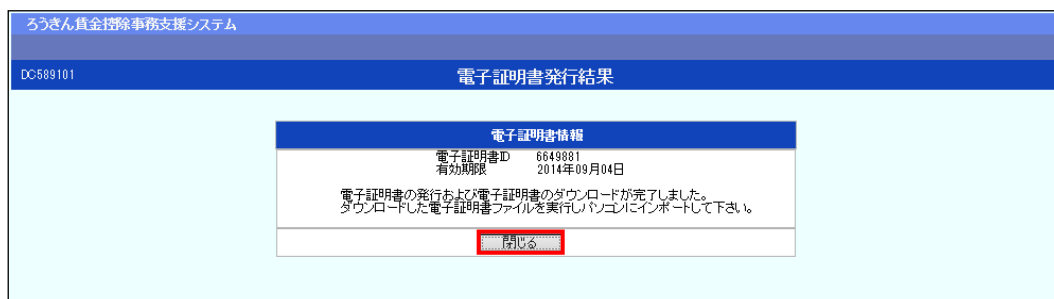 ろうきん賃金控除事務支援システム
DC589101
電子証明書発行結果
電子証明書情報
電子証明書ID 6649881
有効期限 2014年09月04日
電子証明書の発行および電子証明書のダウンロードが完了しました。
ダウンロードした電子証明書ファイルを実行しパソコンにインポートして下さい。
閉じる